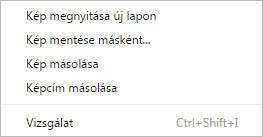 Kép megnyitása új lapon
Kép mentése másként...
Kép másolása
Képcím másolása
Vizsgálat Ctrl+Shift+I